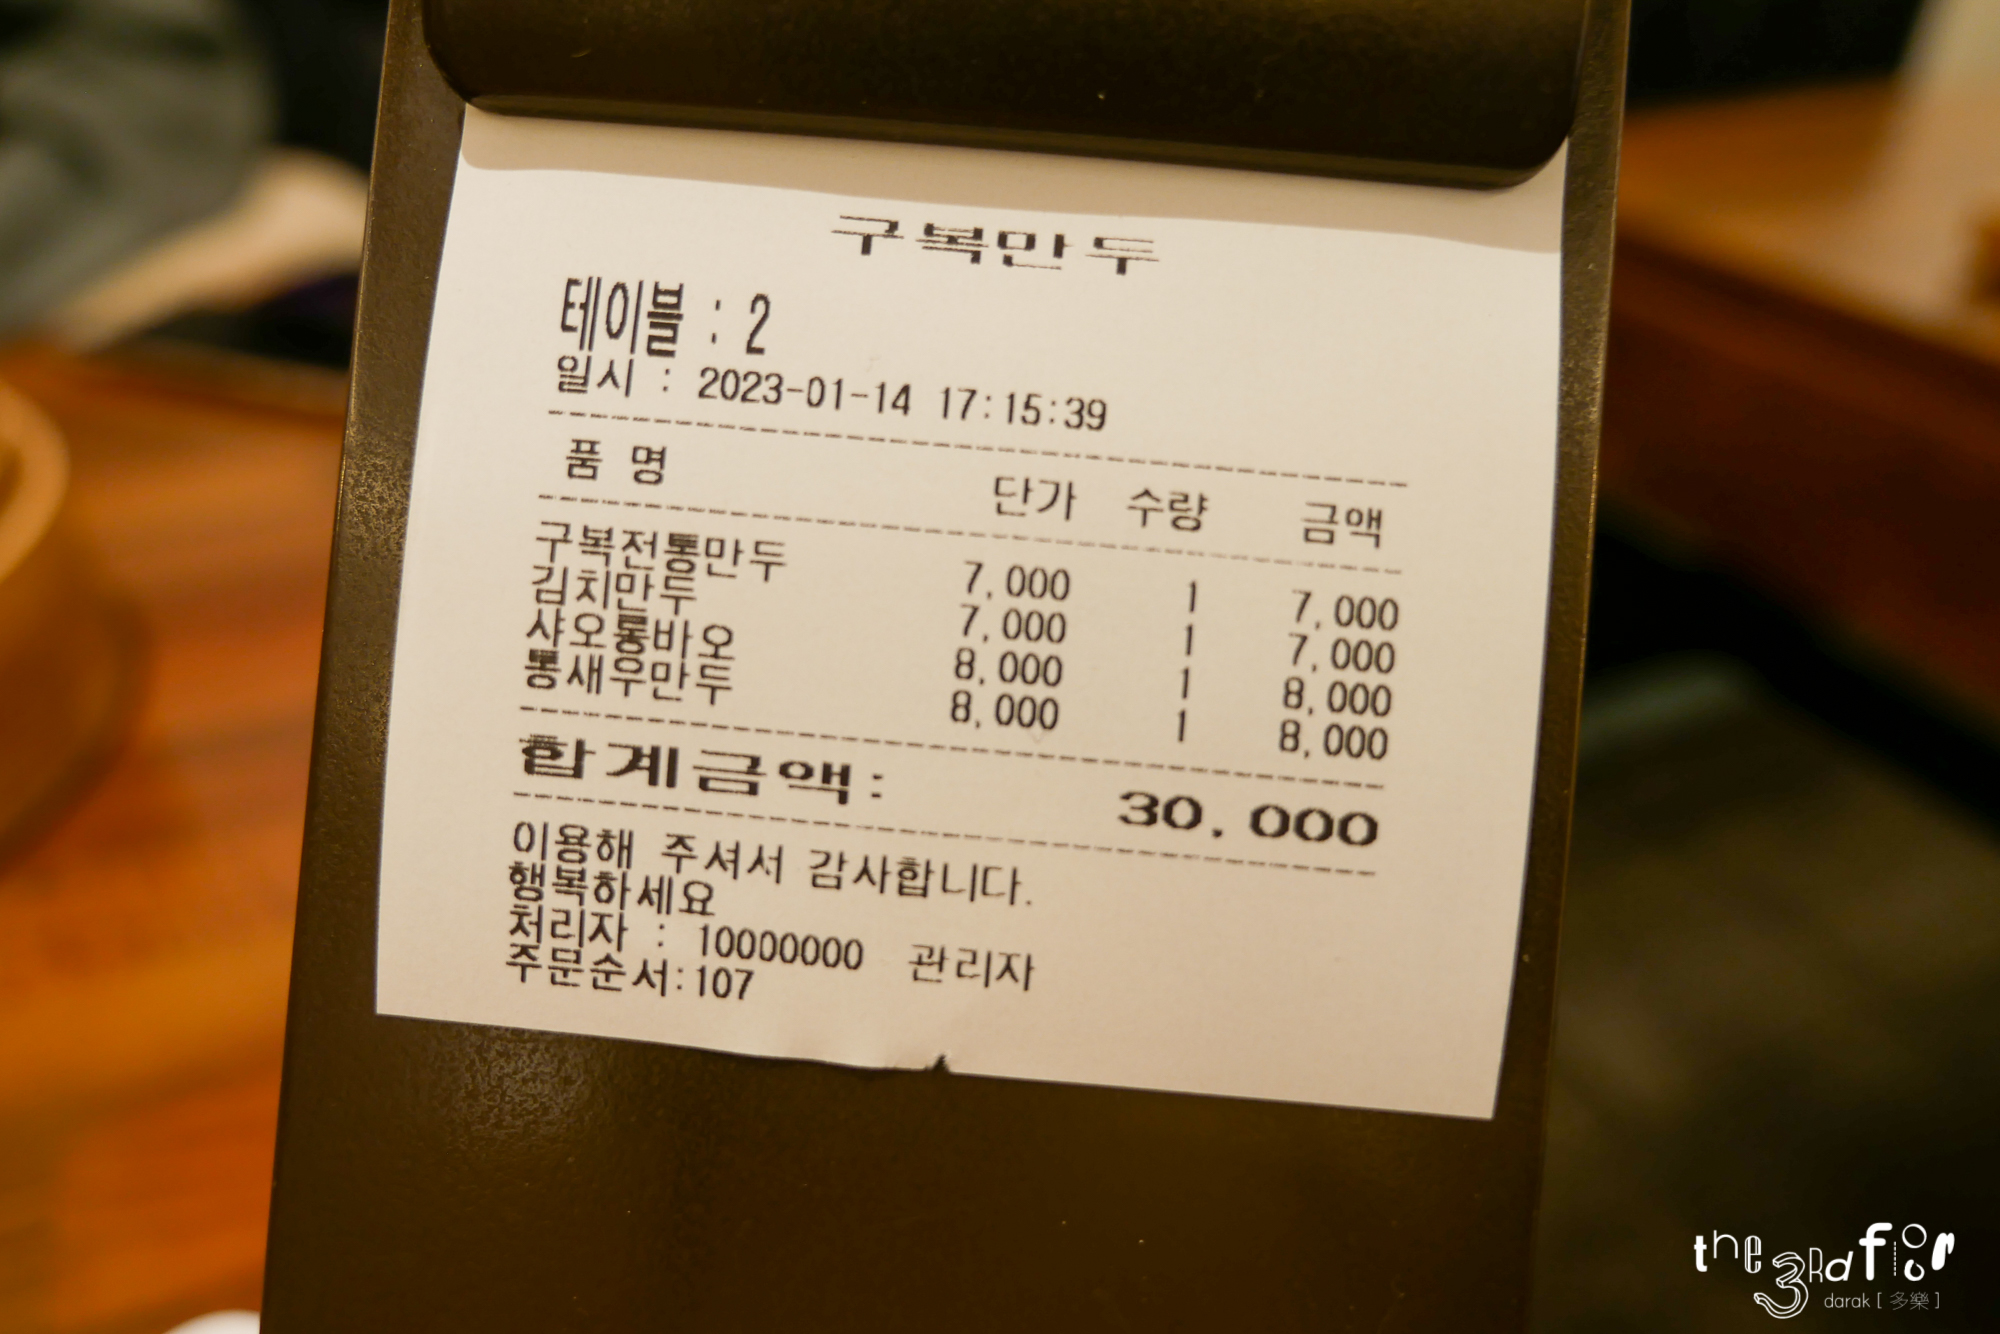 구복만두
테이블 : 2
일시 : 2023-01-14 17:15:39
품 명 단가 수량 금액
구복전통만두 7,000 1 7,000
김치만두 7,000 1 7,000
샤오롱바오 8,000 1 8,000
통새우만두 8,000 1 8,000
합계금액: 30,000
이용해 주셔서 감사합니다.
행복하세요
처리자 : 10000000 관리자
주문순서:107
the 3rd floor
darak [ 多樂 ]